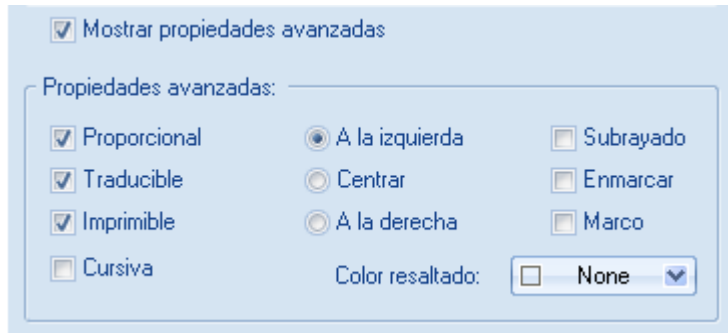 Mostrar propiedades avanzadas
Propiedades avanzadas:
Proporcional A la izquierda Subrayado
Traducible Centrar Enmarcar
Imprimible A la derecha Marco
Cursiva Color resaltado: None